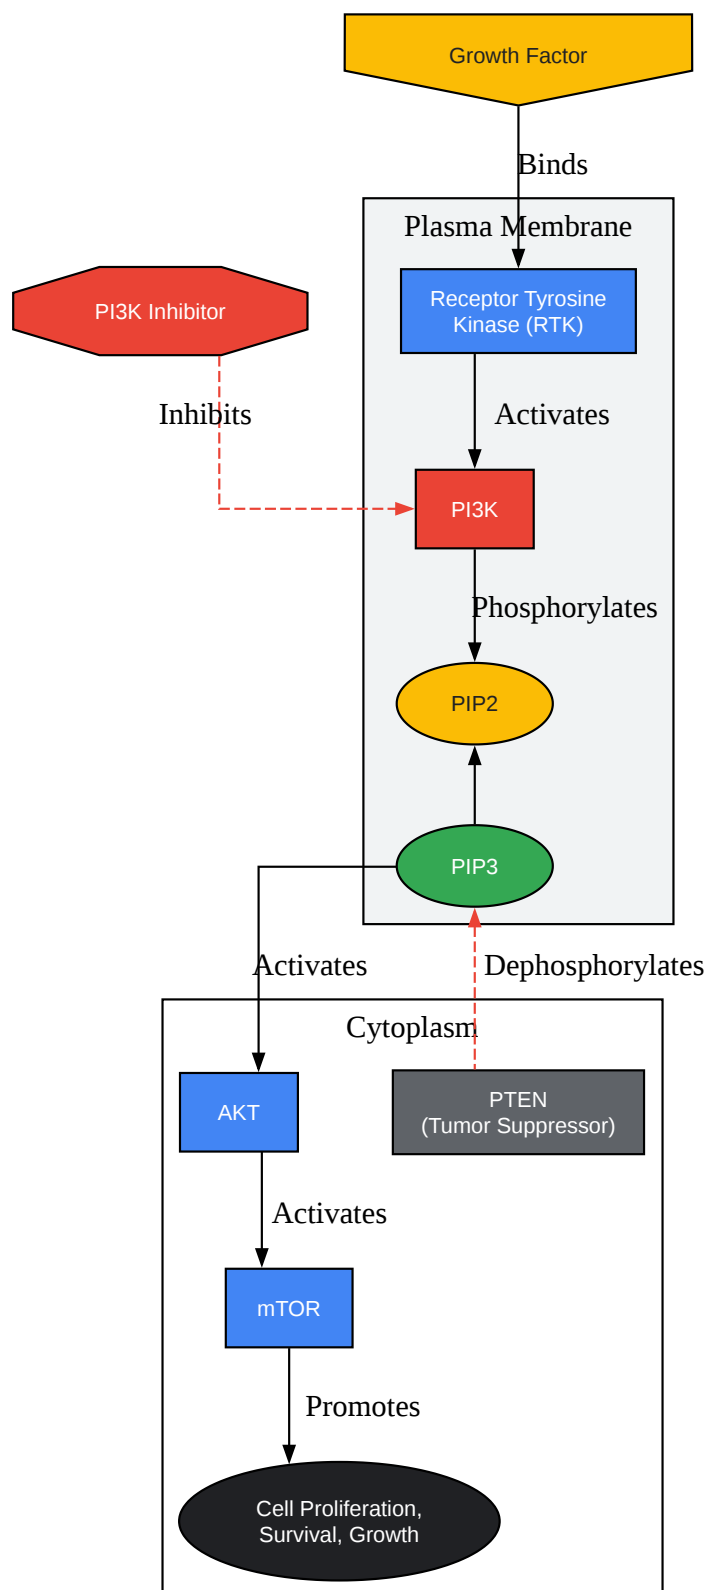 Growth Factor
Binds
Plasma Membrane
Receptor Tyrosine
Kinase (RTK)
PI3K Inhibitor
Inhibits
Activates
PI3K
Phosphorylates
PIP2
PIP3
Activates
Dephosphorylates
Cytoplasm
AKT
PTEN
(Tumor Suppressor)
Activates
mTOR
Promotes
Cell Proliferation,
Survival, Growth